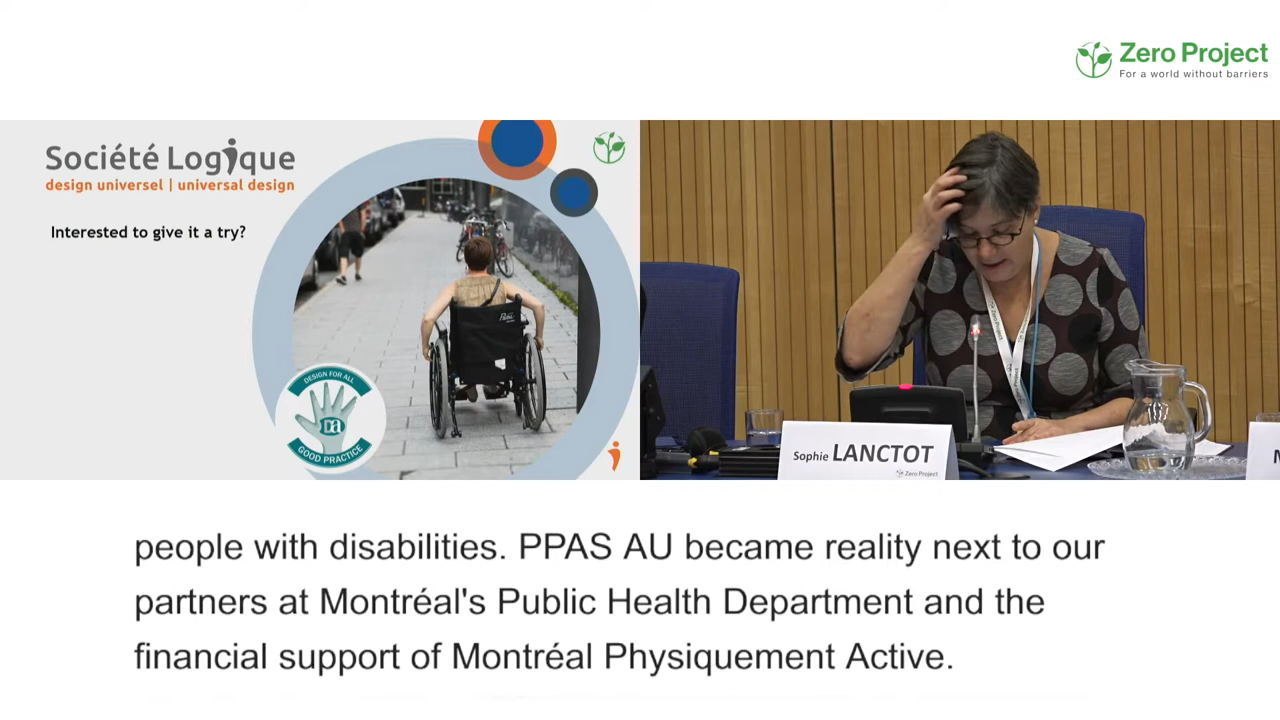 Zero Project
For a world without barriers
Société Logique
design universel | universal design
Interested to give it a try?
DESIGN FOR ALL
GOOD PRACTICE
Sophie LANCTOT
Zero Project
people with disabilities. PPAS AU became reality next to our
partners at Montréal's Public Health Department and the
financial support of Montréal Physiquement Active.